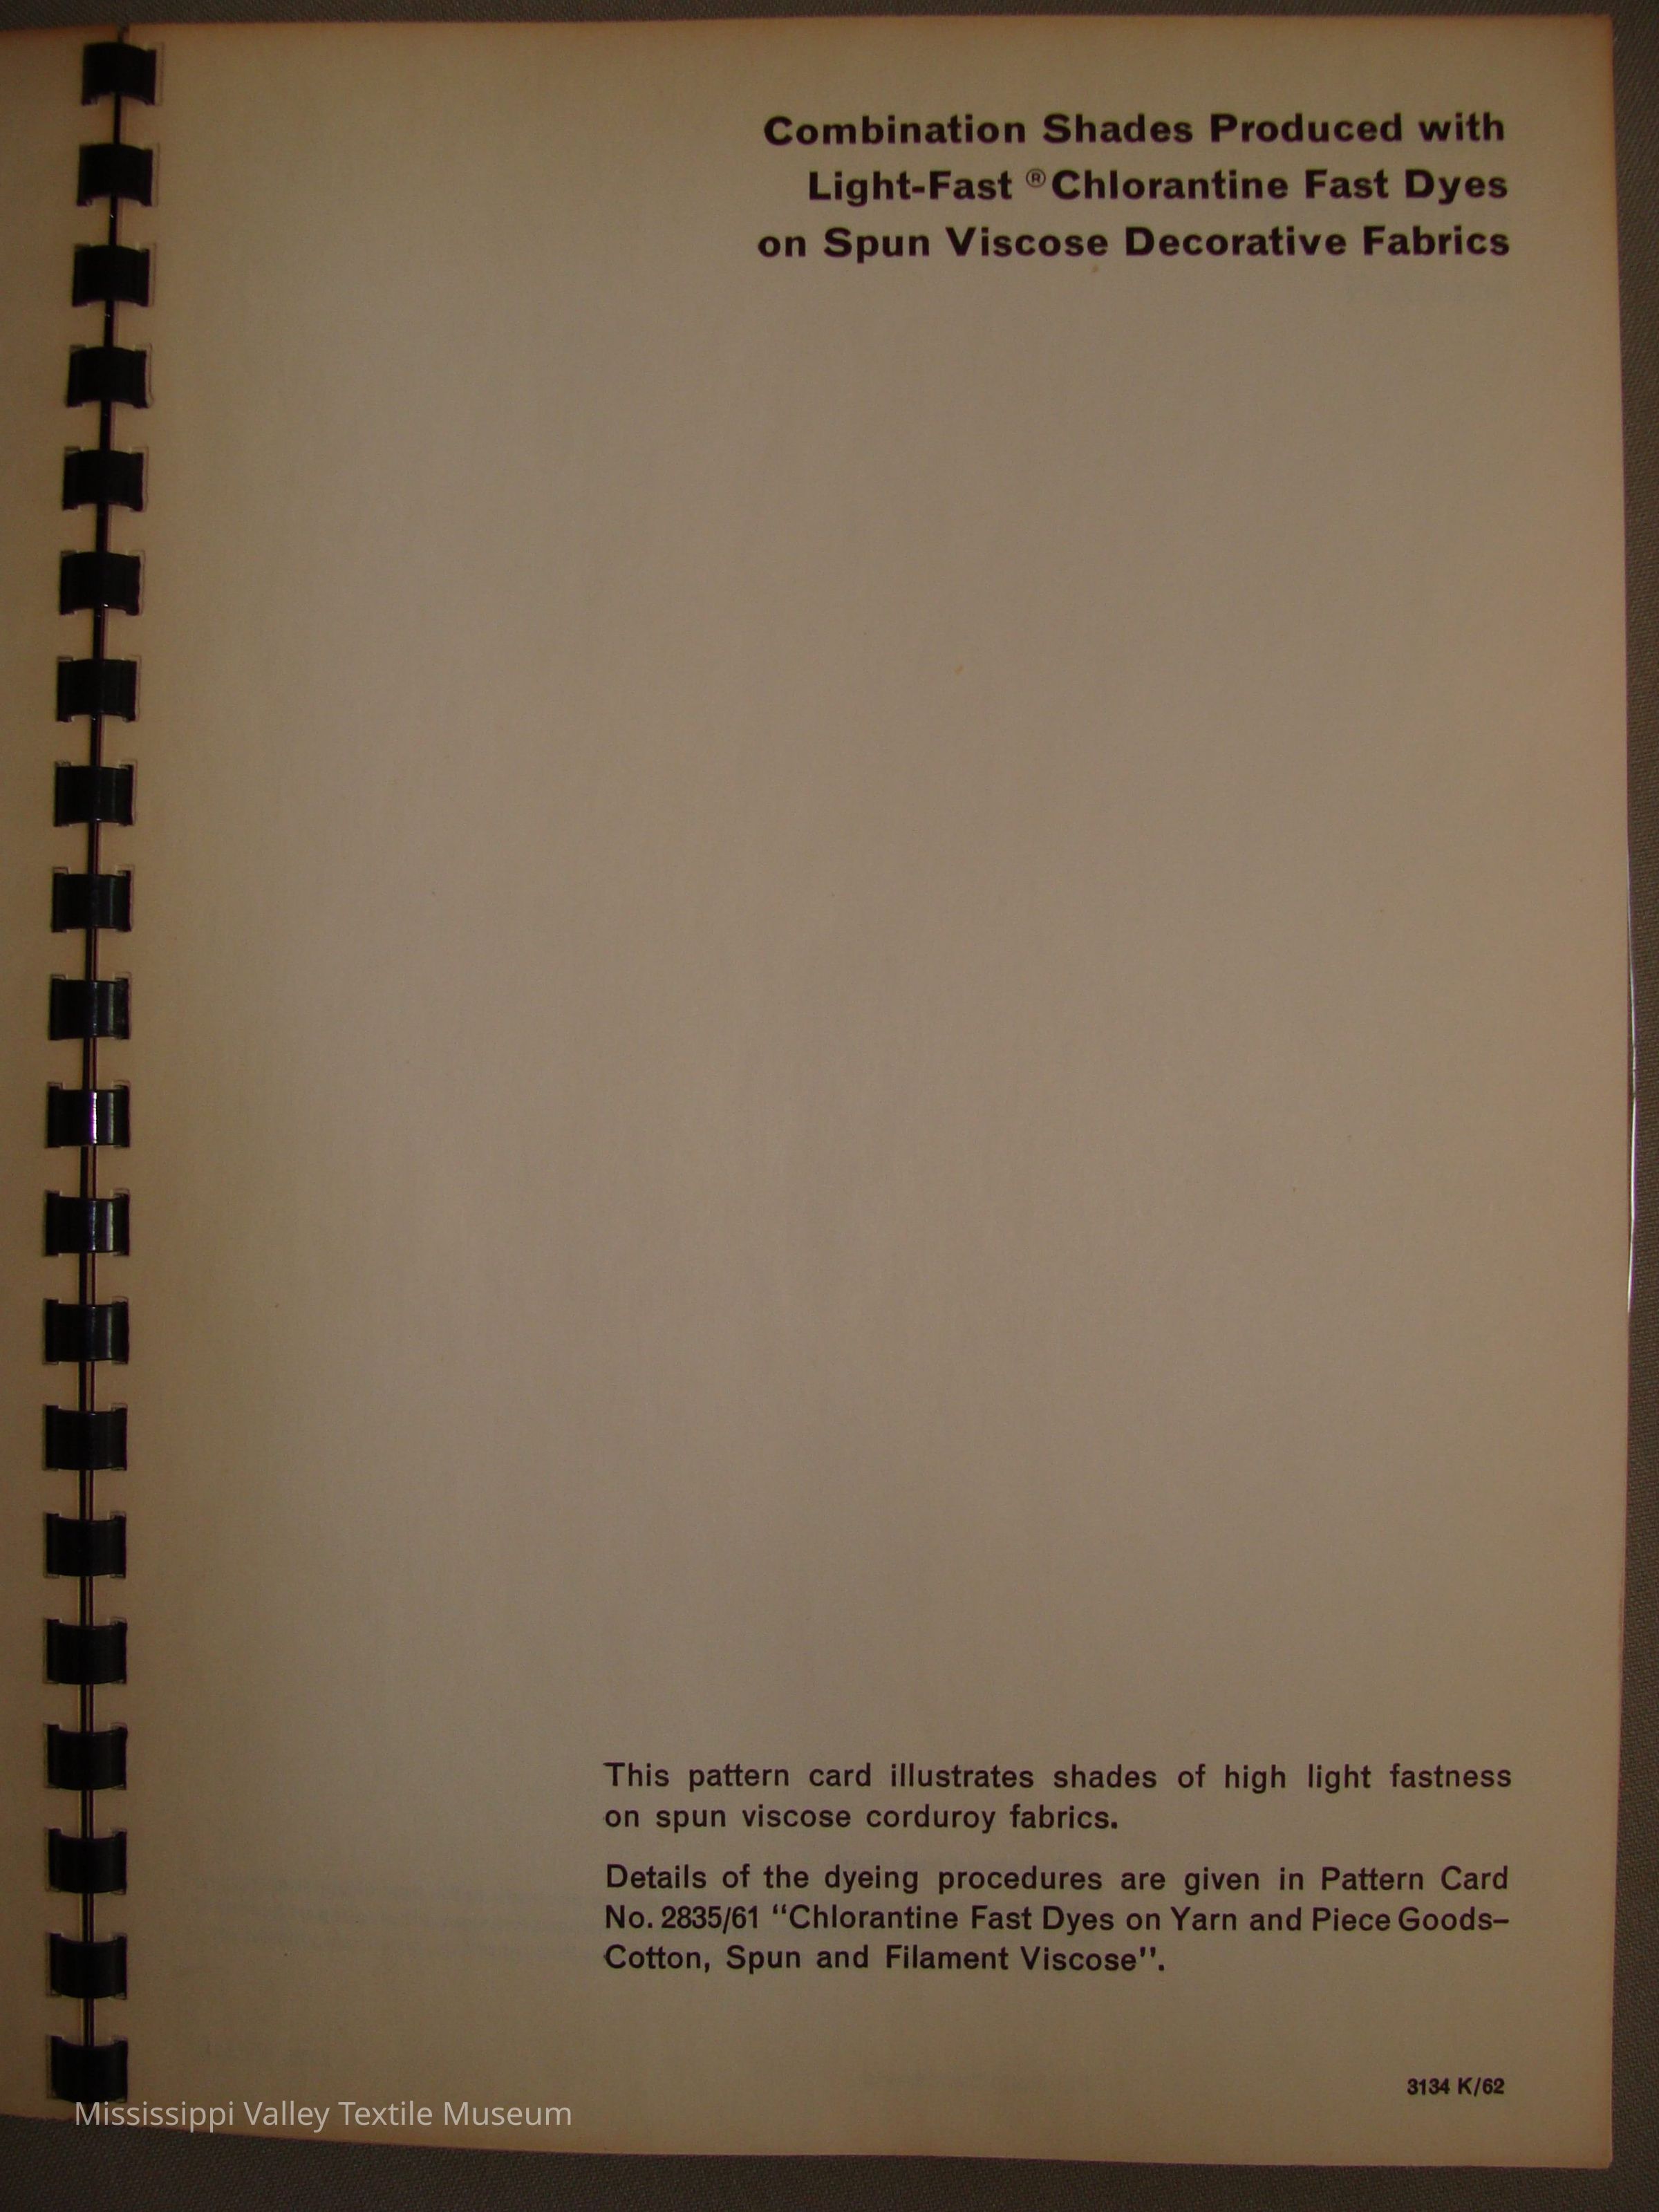 Combination Shades Produced with
Light-Fast ®Chlorantine Fast Dyes
on Spun Viscose Decorative Fabrics
This pattern card illustrates shades of high light fastness
on spun viscose corduroy fabrics.
Details of the dyeing procedures are given in Pattern Card
No. 2835/61 “Chlorantine Fast Dyes on Yarn and Piece Goods–
Cotton, Spun and Filament Viscose”.
3134 K/62
Mississippi Valley Textile Museum